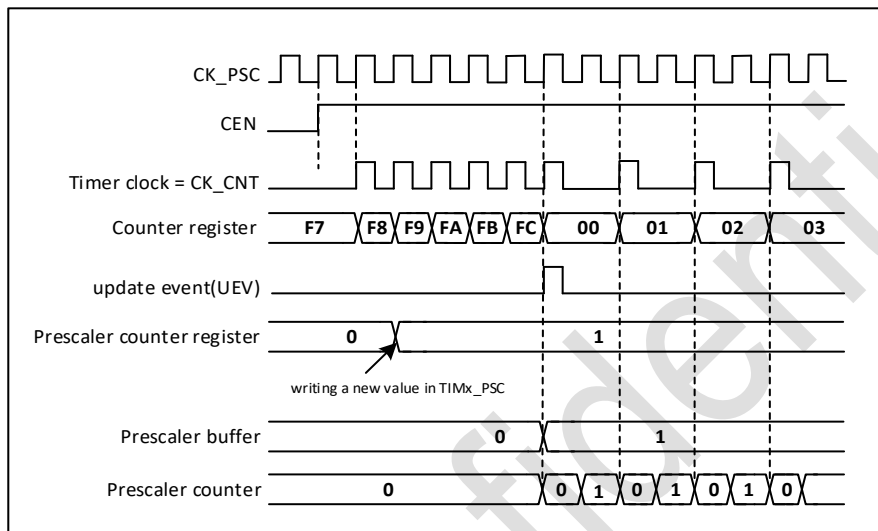 CK_PSC
CEN
Timer clock = CK_CNT
Counter register F7 F8 F9 FA FB FC 00 01 02 03
update event(UEV)
Prescaler counter register 0 1
writing a new value in TIMx_PSC
Prescaler buffer 0 1
Prescaler counter 0 0 1 0 1 0 1 0
fidenti